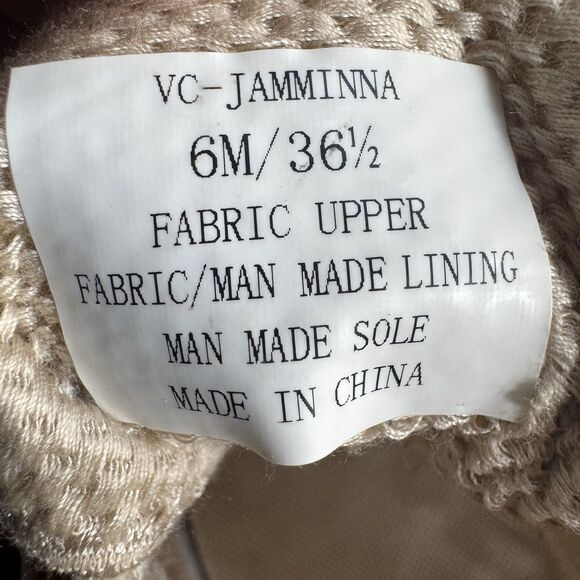 VC-JAMMINNA
6M/36½
FABRIC UPPER
FABRIC/MAN MADE LINING
MAN MADE SOLE
MADE IN CHINA